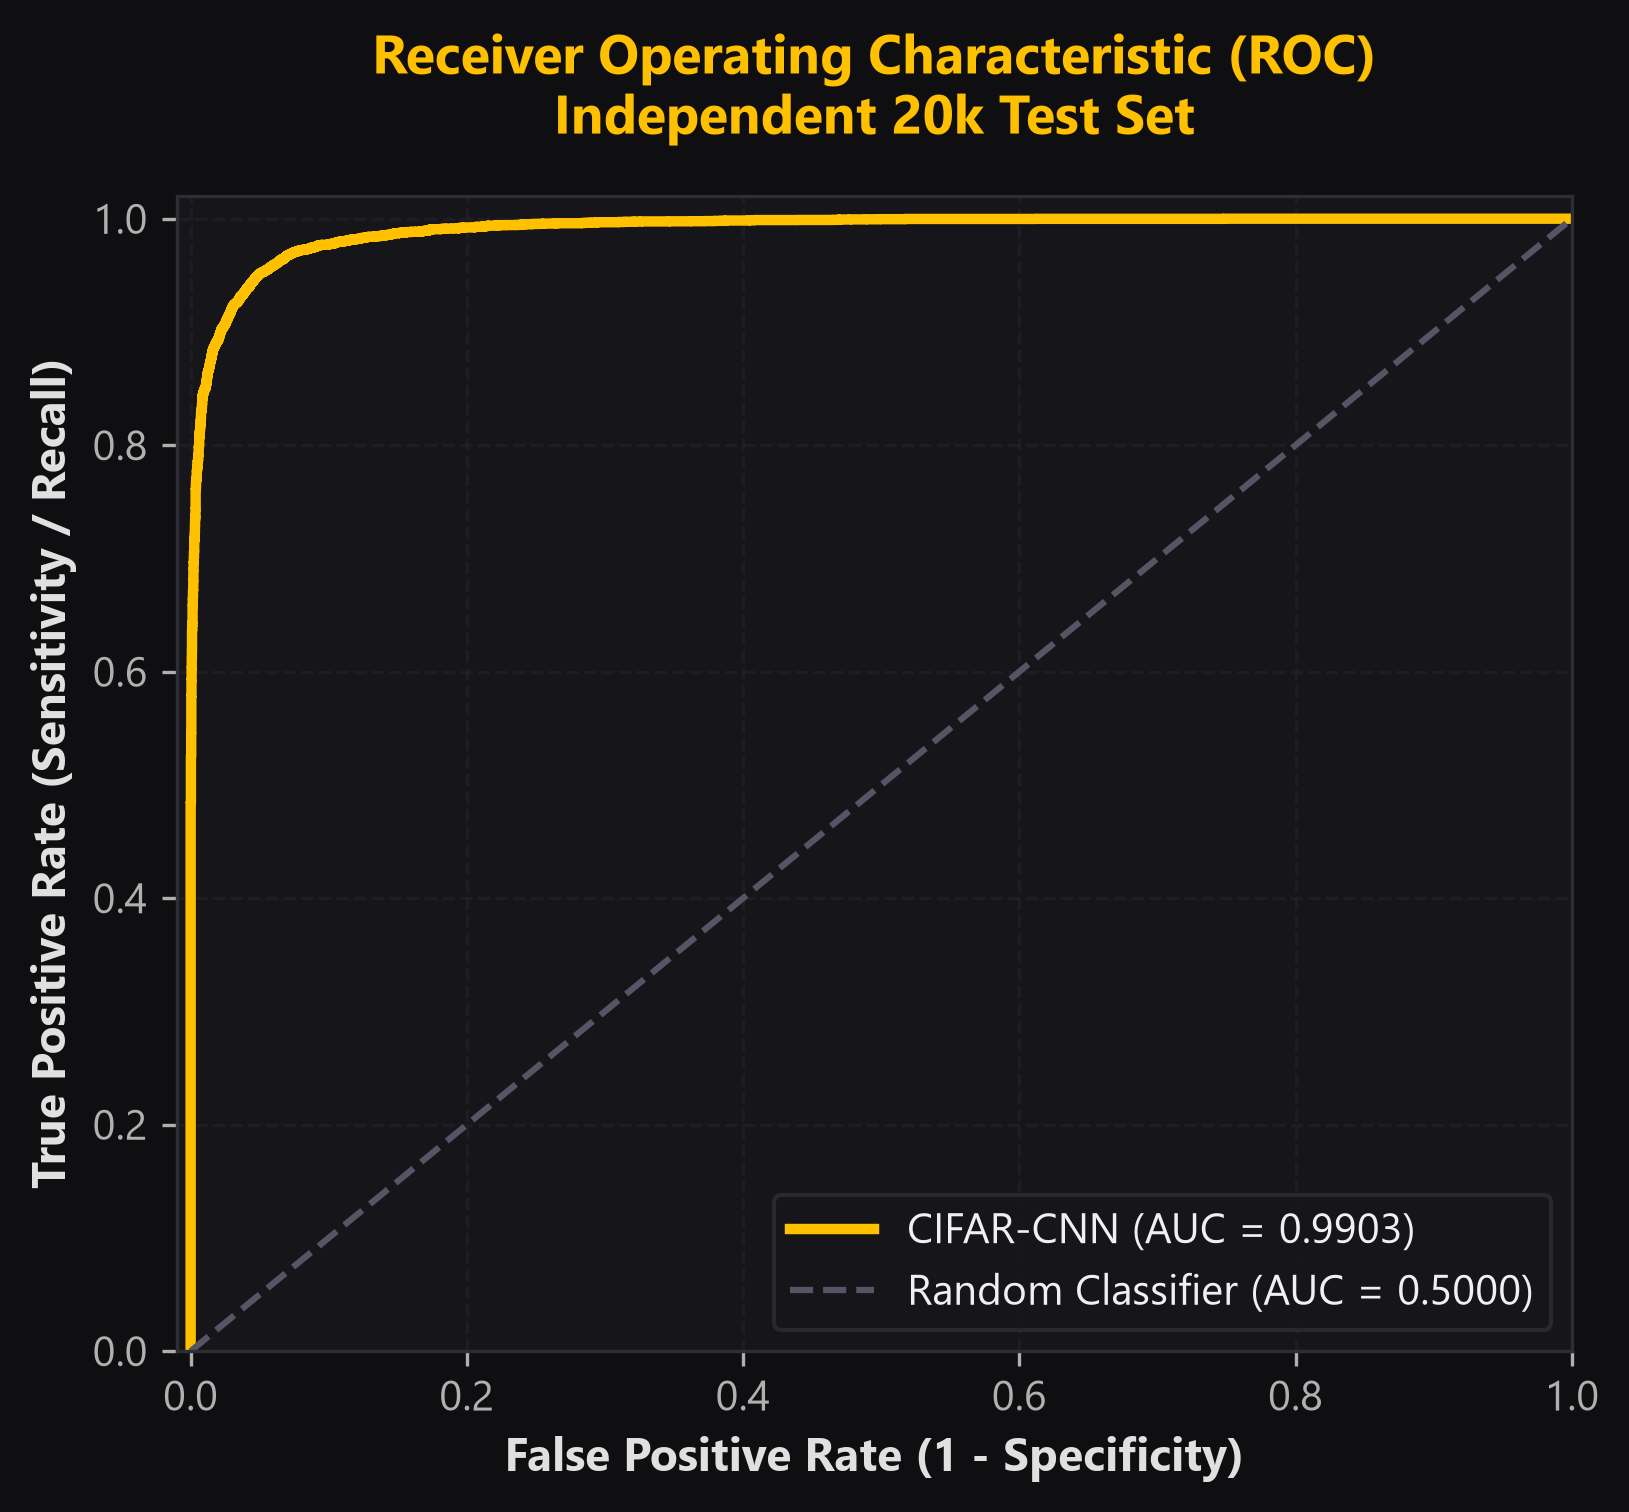 Receiver Operating Characteristic (ROC)
Independent 20k Test Set
True Positive Rate (Sensitivity / Recall)
1.0
0.8
0.6
0.4
0.2
0.0
CIFAR-CNN (AUC = 0.9903)
Random Classifier (AUC = 0.5000)
0.0 0.2 0.4 0.6 0.8 1.0
False Positive Rate (1 - Specificity)